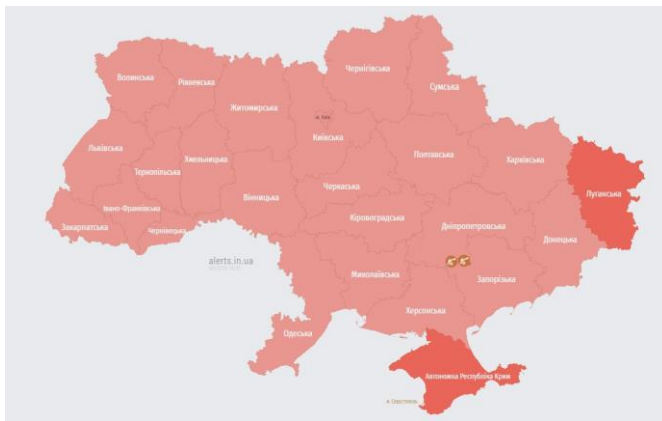 Чернігівська
Волинська
Рівненська
Сумська
Житомирська
м. Київ
Київська
Львівська
Полтавська
Харківська
Хмельницька
Тернопільська
Луганська
Черкаська
Вінницька
Івано-Франківська
Кіровоградська
Закарпатська
Чернівецька
Дніпропетровська
Донецька
alerts.in.ua
Миколаївська
Запорізька
Херсонська
Одеська
Автономна Республіка Крим
м. Севастополь